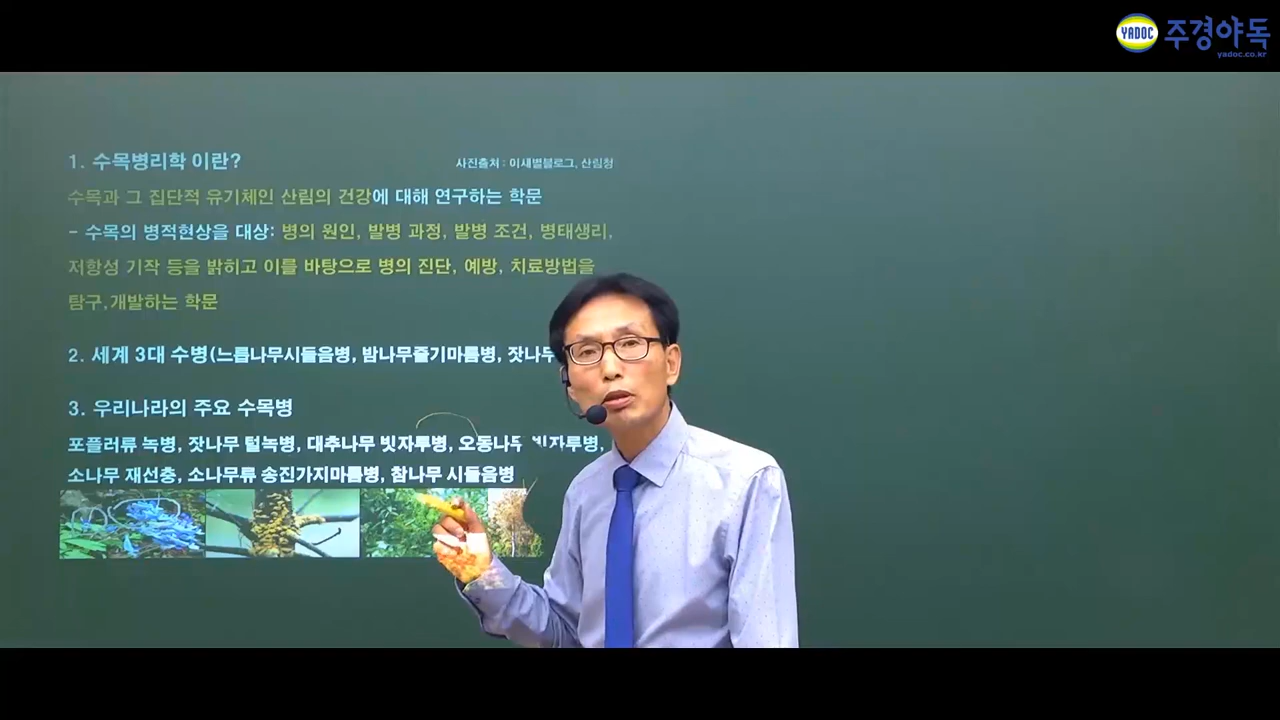 YADOC 주경야독
yadoc.co.kr
1. 수목병리학 이란?
사진출처 : 이새별블로그, 산림청
수목과 그 집단적 유기체인 산림의 건강에 대해 연구하는 학문
- 수목의 병적현상을 대상: 병의 원인, 발병 과정, 발병 조건, 병태생리,
저항성 기작 등을 밝히고 이를 바탕으로 병의 진단, 예방, 치료방법을
탐구,개발하는 학문
2. 세계 3대 수병(느릅나무시들음병, 밤나무줄기마름병,
3. 우리나라의 주요 수목병
포플러류 녹병, 잣나무 털녹병, 대추나무 빗자루병, 오동나무 빗자루병,
소나무 재선충, 소나무류 송진가지마름병, 참나무 시들음병